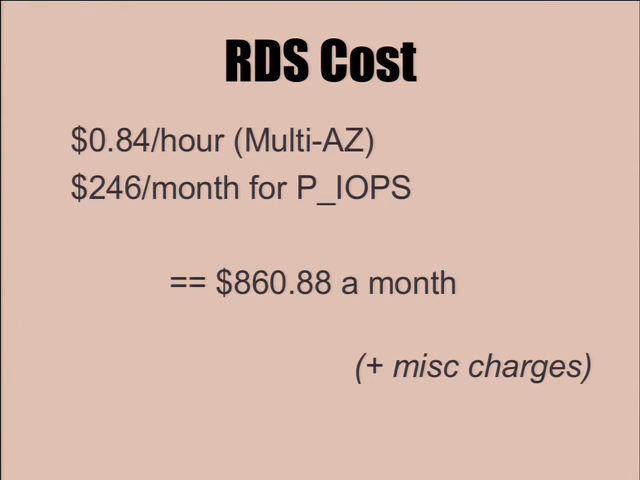 RDS Cost
$0.84/hour (Multi-AZ)
$246/month for P_IOPS
== $860.88 a month
(+ misc charges)